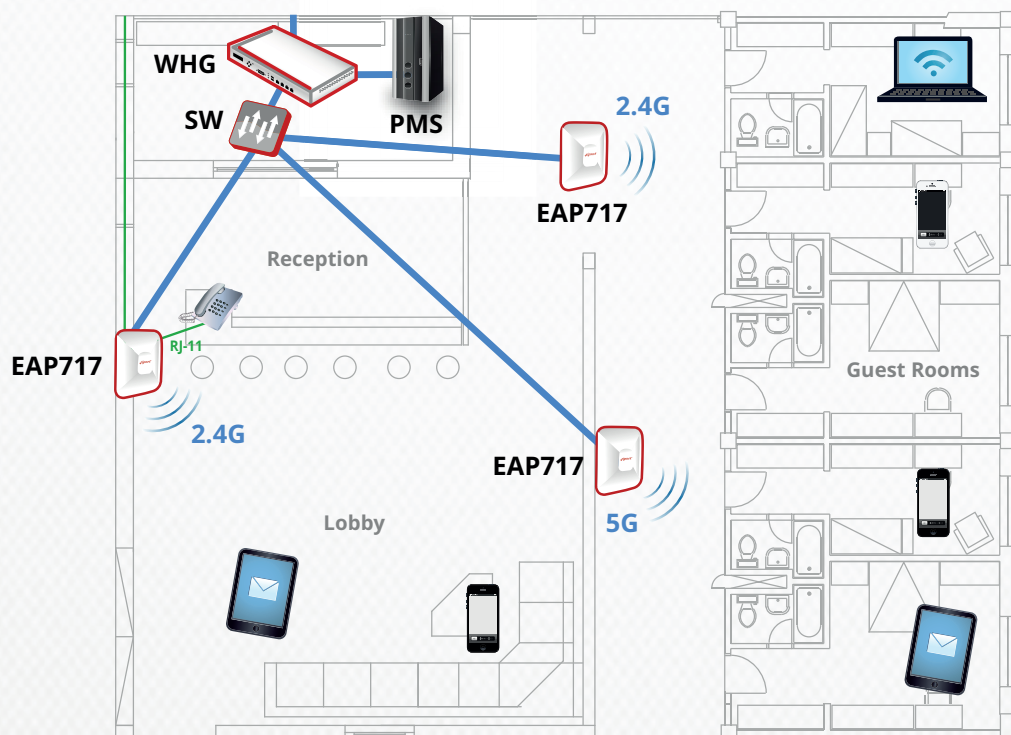 WHG
SW
PMS
2.4G
EAP717
Reception
RJ-11
EAP717
2.4G
Guest Rooms
EAP717
5G
Lobby